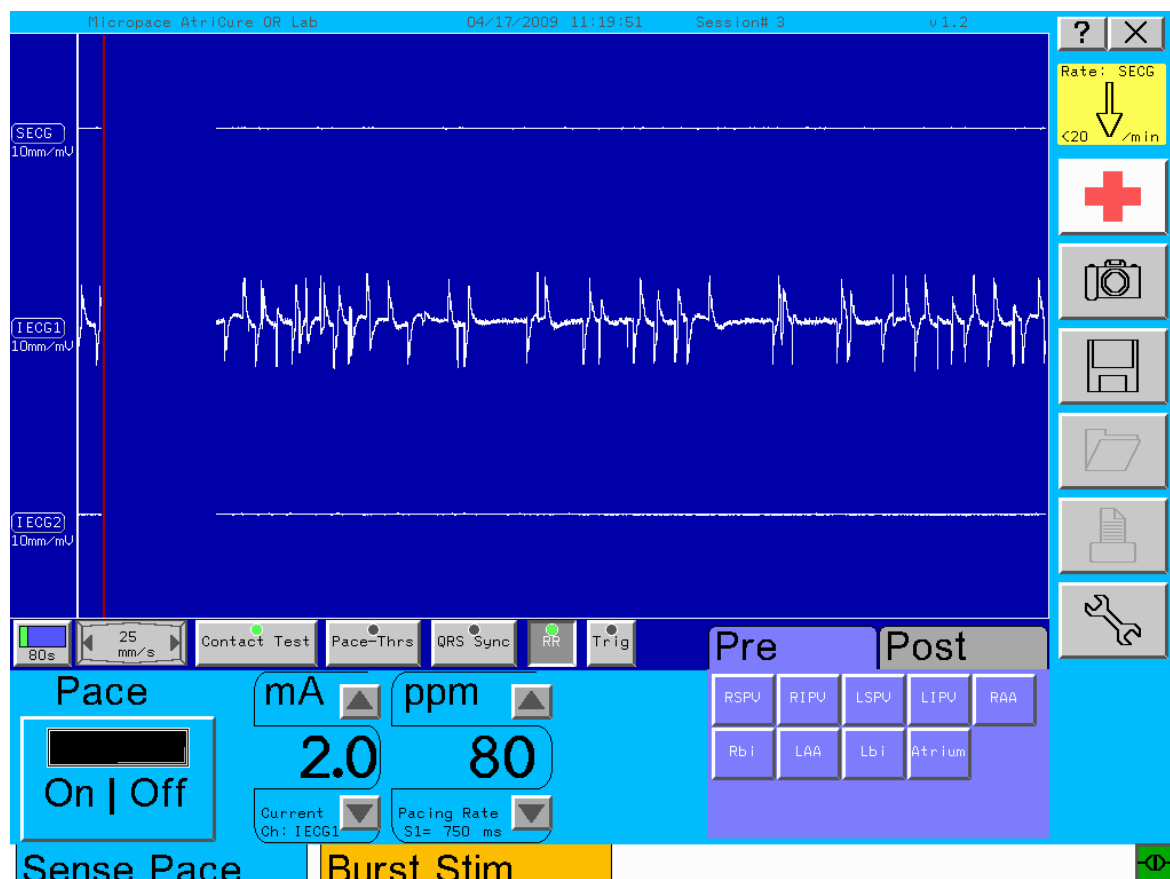 Micropace AtriCure OR Lab 04/17/2009 11:19:51 Session# 3 v1.2
?
Rate: SECG
<20 /min
SECG
10mm/mV
IECG1
10mm/mV
IECG2
10mm/mV
80s
25
mm/s
Contact Test
Pace-Thrs
QRS Sync
RR
Trig
Pre
Post
Pace
On | Off
mA
2.0
Current
Ch: IECG1
ppm
80
Pacing Rate
S1= 750 ms
RSPV RIPV LSPV LIPV RAA
Rbi LAA Lbi Atrium
Sense Pace
Burst Stim